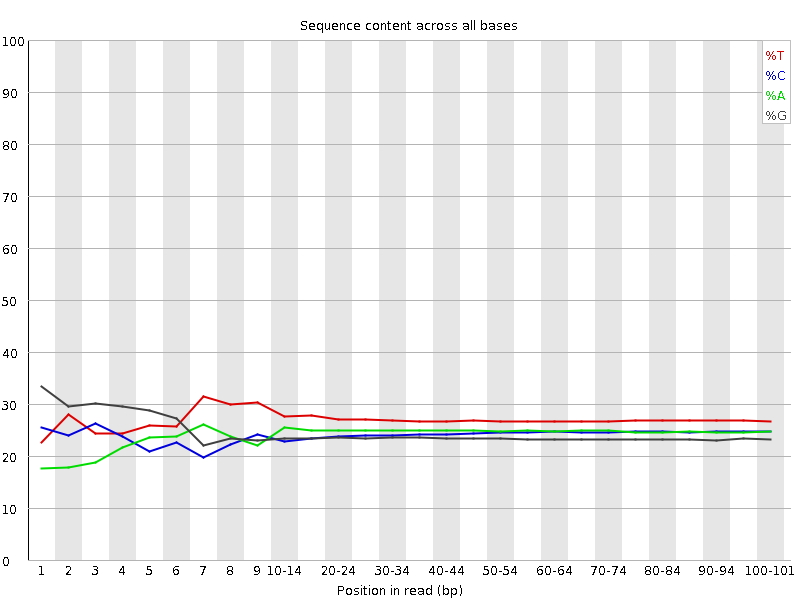 Sequence content across all bases
100
90
80
70
60
50
40
30
20
10
0
%T
%C
%A
%G
1 2 3 4 5 6 7 8 9 10-14 20-24 30-34 40-44 50-54 60-64 70-74 80-84 90-94 100-101
Position in read (bp)